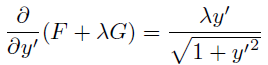 ∂/∂y′ (F + λG) = λy′/√(1 + y′²)